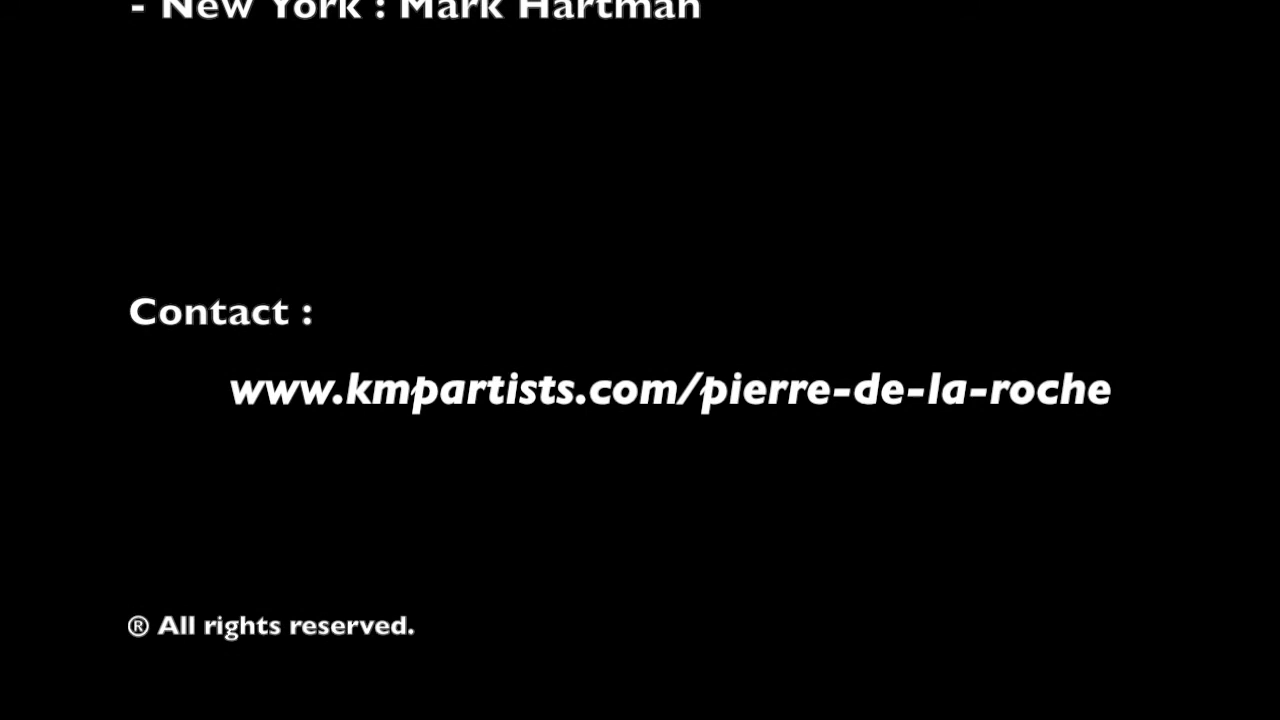 - New York : Mark Hartman
Contact :
www.kmpartists.com/pierre-de-la-roche
® All rights reserved.